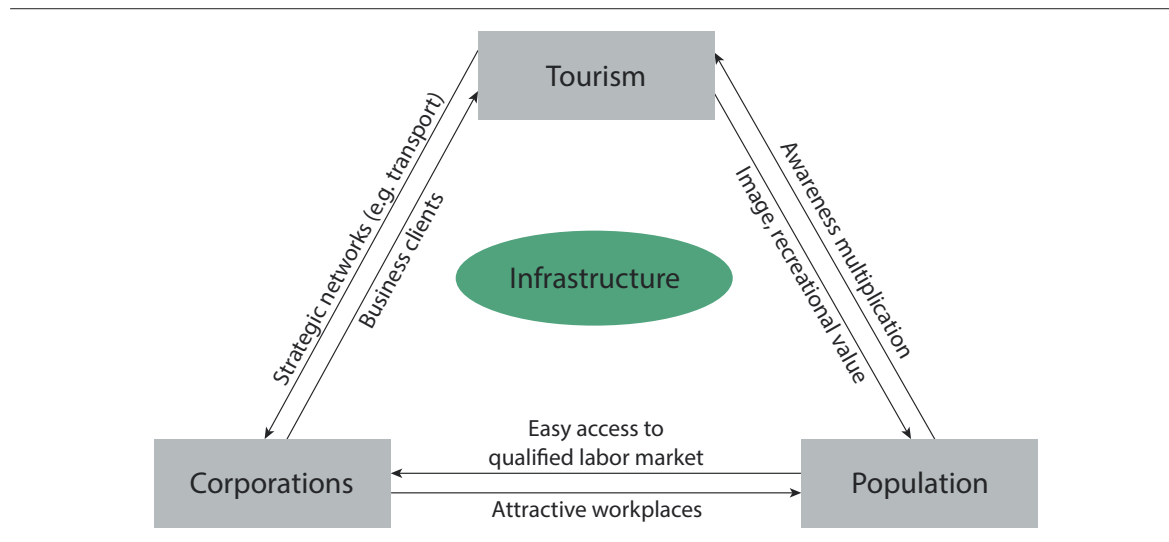 Tourism
Strategic networks (e.g. transport)
Business clients
Image, recreational value
Awareness multiplication
Infrastructure
Easy access to
qualified labor market
Corporations
Population
Attractive workplaces